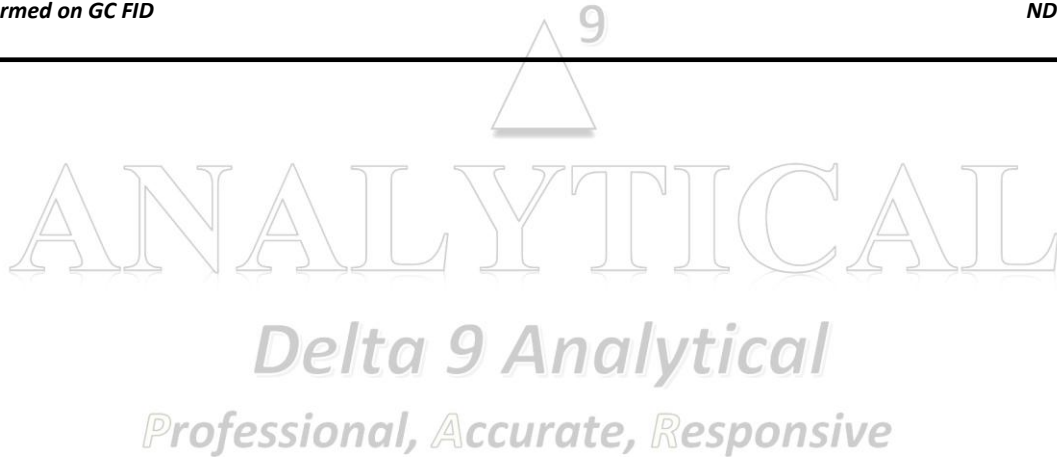 rmed on GC FID ND
9
ANALYTICAL
Delta 9 Analytical
Professional, Accurate, Responsive